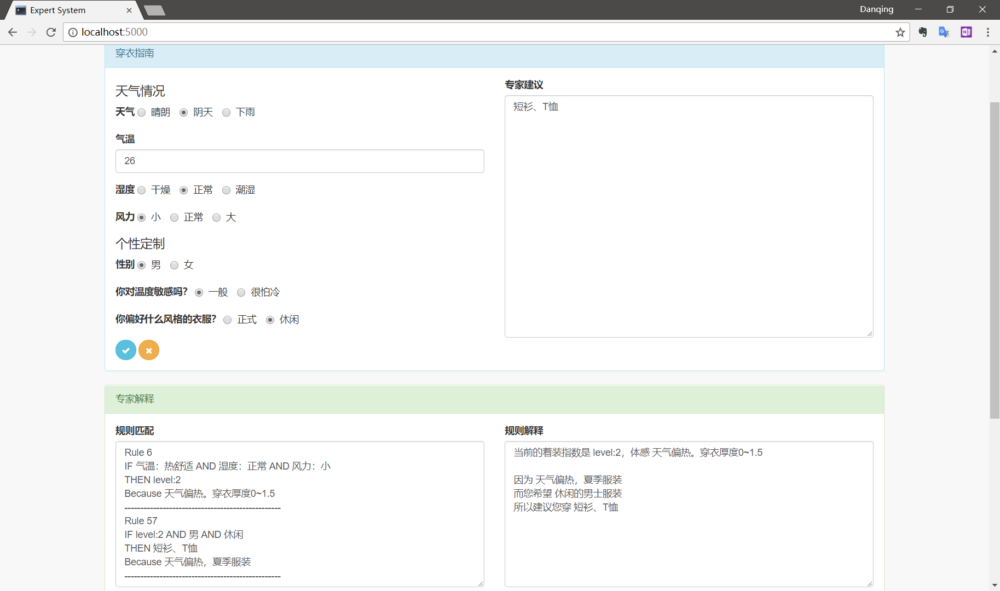 Expert System
Danqing
localhost:5000
穿衣指南
天气情况
天气 晴朗 阴天 下雨
气温
26
湿度 干燥 正常 潮湿
风力 小 正常 大
个性定制
性别 男 女
你对温度敏感吗? 一般 很怕冷
你偏好什么风格的衣服? 正式 休闲
专家建议
短衫、T恤
专家解释
规则匹配
Rule 6
IF 气温：热舒适 AND 湿度：正常 AND 风力：小
THEN level:2
Because 天气偏热。穿衣厚度0~1.5
-------------------------------------------------
Rule 57
IF level:2 AND 男 AND 休闲
THEN 短衫、T恤
Because 天气偏热，夏季服装
-------------------------------------------------
规则解释
当前的着装指数是 level:2，体感 天气偏热。穿衣厚度0~1.5
因为 天气偏热，夏季服装
而您希望 休闲的男士服装
所以建议您穿 短衫、T恤